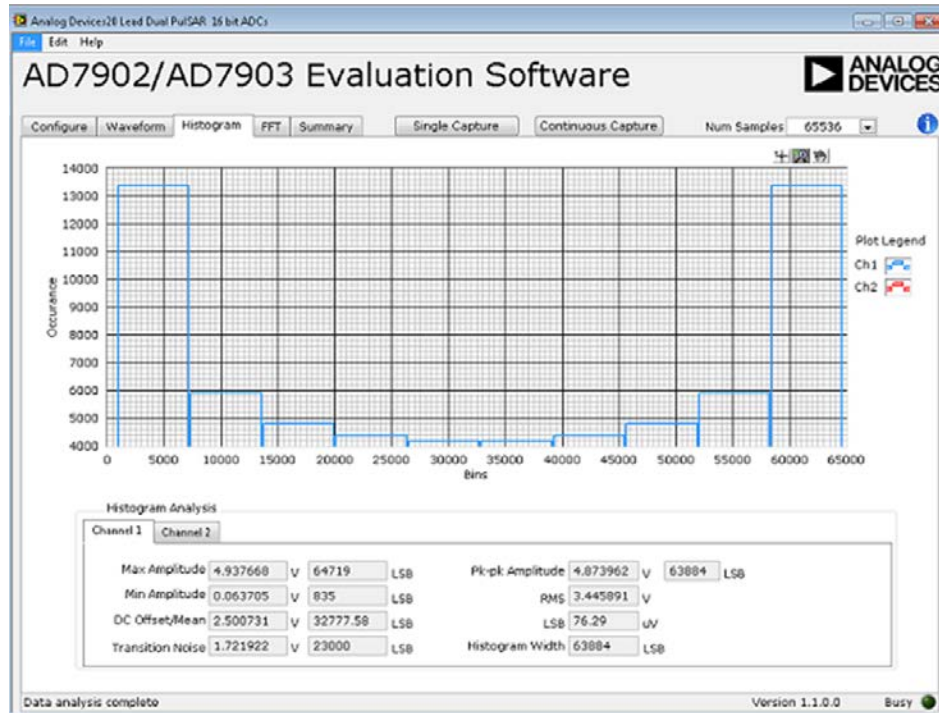 Analog Devices20 Lead Dual PulSAR 16 bit ADCs
File Edit Help
AD7902/AD7903 Evaluation Software
ANALOG
DEVICES
Configure Waveform Histogram FFT Summary Single Capture Continuous Capture Num Samples 65536
14000
13000
12000
11000
10000
9000
8000
7000
6000
5000
4000
Occurance
0 5000 10000 15000 20000 25000 30000 35000 40000 45000 50000 55000 60000 65000
Bins
Plot Legend
Ch1
Ch2
Histogram Analysis
Channel 1 Channel 2
Max Amplitude 4.937668 V 64719 LSB Pk-pk Amplitude 4.873962 V 63884 LSB
Min Amplitude 0.063705 V 835 LSB RMS 3.445891 V
DC Offset/Mean 2.500731 V 32777.58 LSB LSB 76.29 uV
Transition Noise 1.721922 V 23000 LSB Histogram Width 63884 LSB
Data analysis complete Version 1.1.0.0 Busy